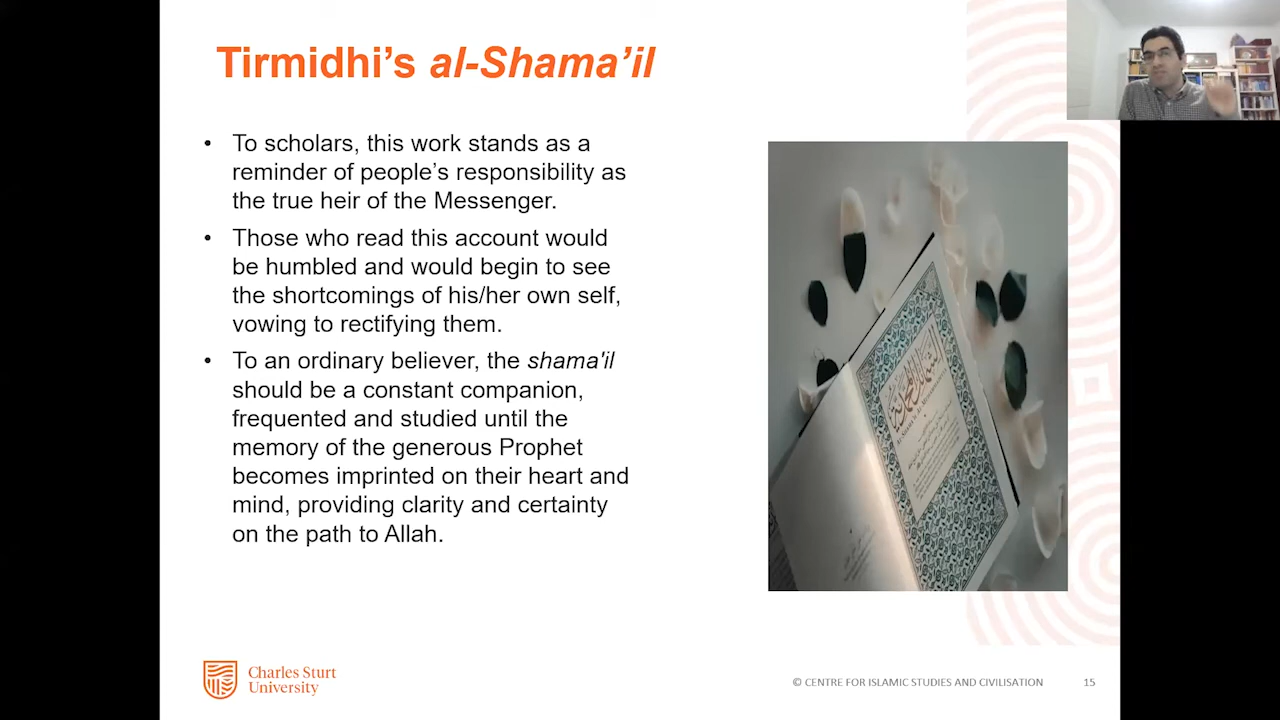 Tirmidhi’s al-Shama’il
• To scholars, this work stands as a
reminder of people’s responsibility as
the true heir of the Messenger.
• Those who read this account would
be humbled and would begin to see
the shortcomings of his/her own self,
vowing to rectifying them.
• To an ordinary believer, the shama'il
should be a constant companion,
frequented and studied until the
memory of the generous Prophet
becomes imprinted on their heart and
mind, providing clarity and certainty
on the path to Allah.
Charles Sturt
University
© CENTRE FOR ISLAMIC STUDIES AND CIVILISATION
15